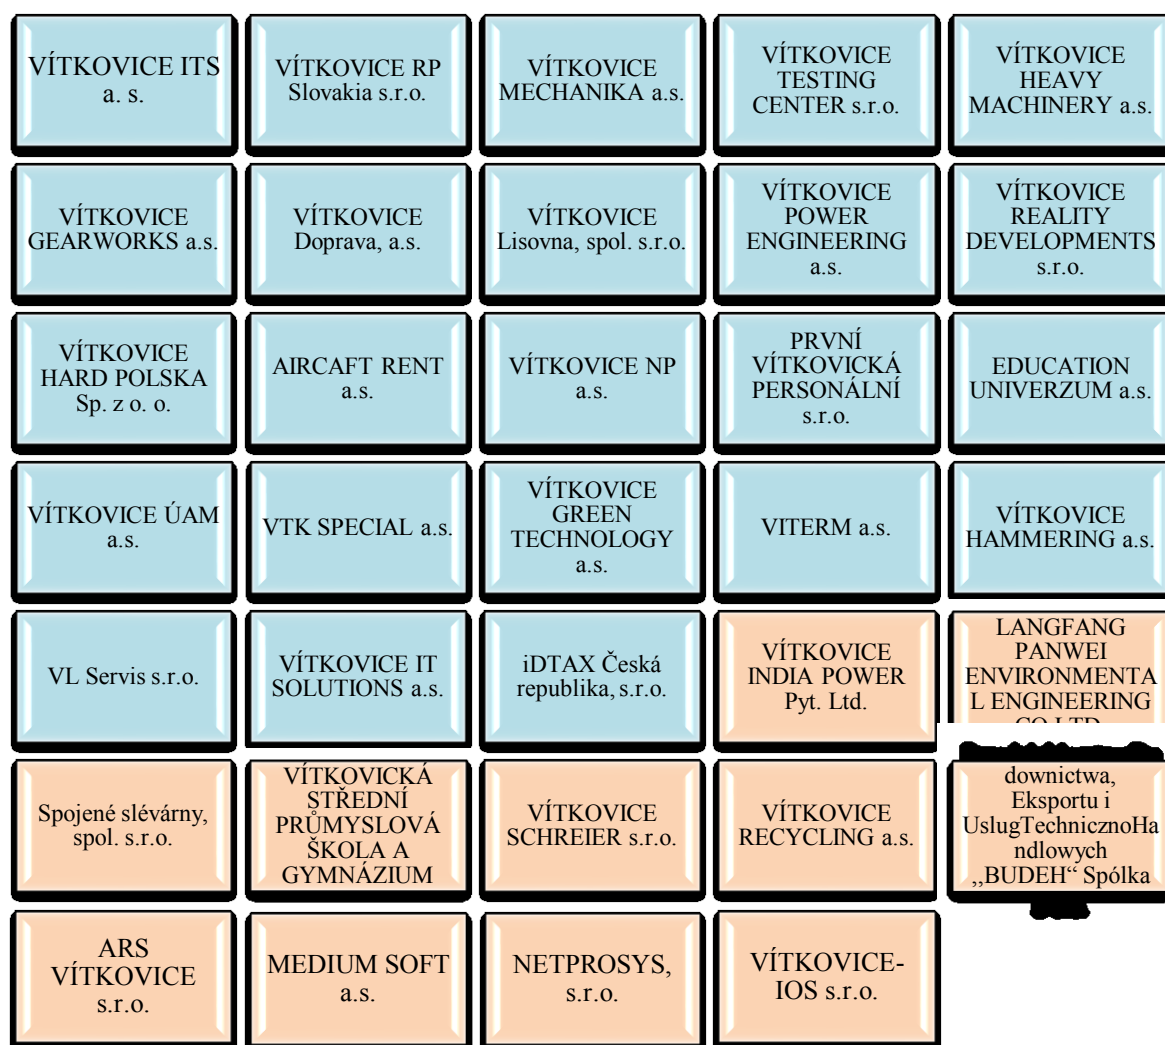 VÍTKOVICE ITS
a. s.
VÍTKOVICE RP
Slovakia s.r.o.
VÍTKOVICE
MECHANIKA a.s.
VÍTKOVICE
TESTING
CENTER s.r.o.
VÍTKOVICE
HEAVY
MACHINERY a.s.
VÍTKOVICE
GEARWORKS a.s.
VÍTKOVICE
Doprava, a.s.
VÍTKOVICE
Lisovna, spol. s.r.o.
VÍTKOVICE
POWER
ENGINEERING
a.s.
VÍTKOVICE
REALITY
DEVELOPMENTS
s.r.o.
VÍTKOVICE
HARD POLSKA
Sp. z o. o.
AIRCAFT RENT
a.s.
VÍTKOVICE NP
a.s.
PRVNÍ
VÍTKOVICKÁ
PERSONÁLNÍ
s.r.o.
EDUCATION
UNIVERZUM a.s.
VÍTKOVICE ÚAM
a.s.
VTK SPECIAL a.s.
VÍTKOVICE
GREEN
TECHNOLOGY
a.s.
VITERM a.s.
VÍTKOVICE
HAMMERING a.s.
VL Servis s.r.o.
VÍTKOVICE IT
SOLUTIONS a.s.
iDTAX Česká
republika, s.r.o.
VÍTKOVICE
INDIA POWER
Pyt. Ltd.
LANGFANG
PANWEI
ENVIRONMENTA
L ENGINEERING
CO.LTD.
Spojené slévárny,
spol. s.r.o.
VÍTKOVICKÁ
STŘEDNÍ
PRŮMYSLOVÁ
ŠKOLA A
GYMNÁZIUM
VÍTKOVICE
SCHREIER s.r.o.
VÍTKOVICE
RECYCLING a.s.
downictwa,
Eksportu i
UslugTechnicznoHa
ndlowych
,,BUDEH“ Spólka
ARS
VÍTKOVICE
s.r.o.
MEDIUM SOFT
a.s.
NETPROSYS,
s.r.o.
VÍTKOVICE-
IOS s.r.o.